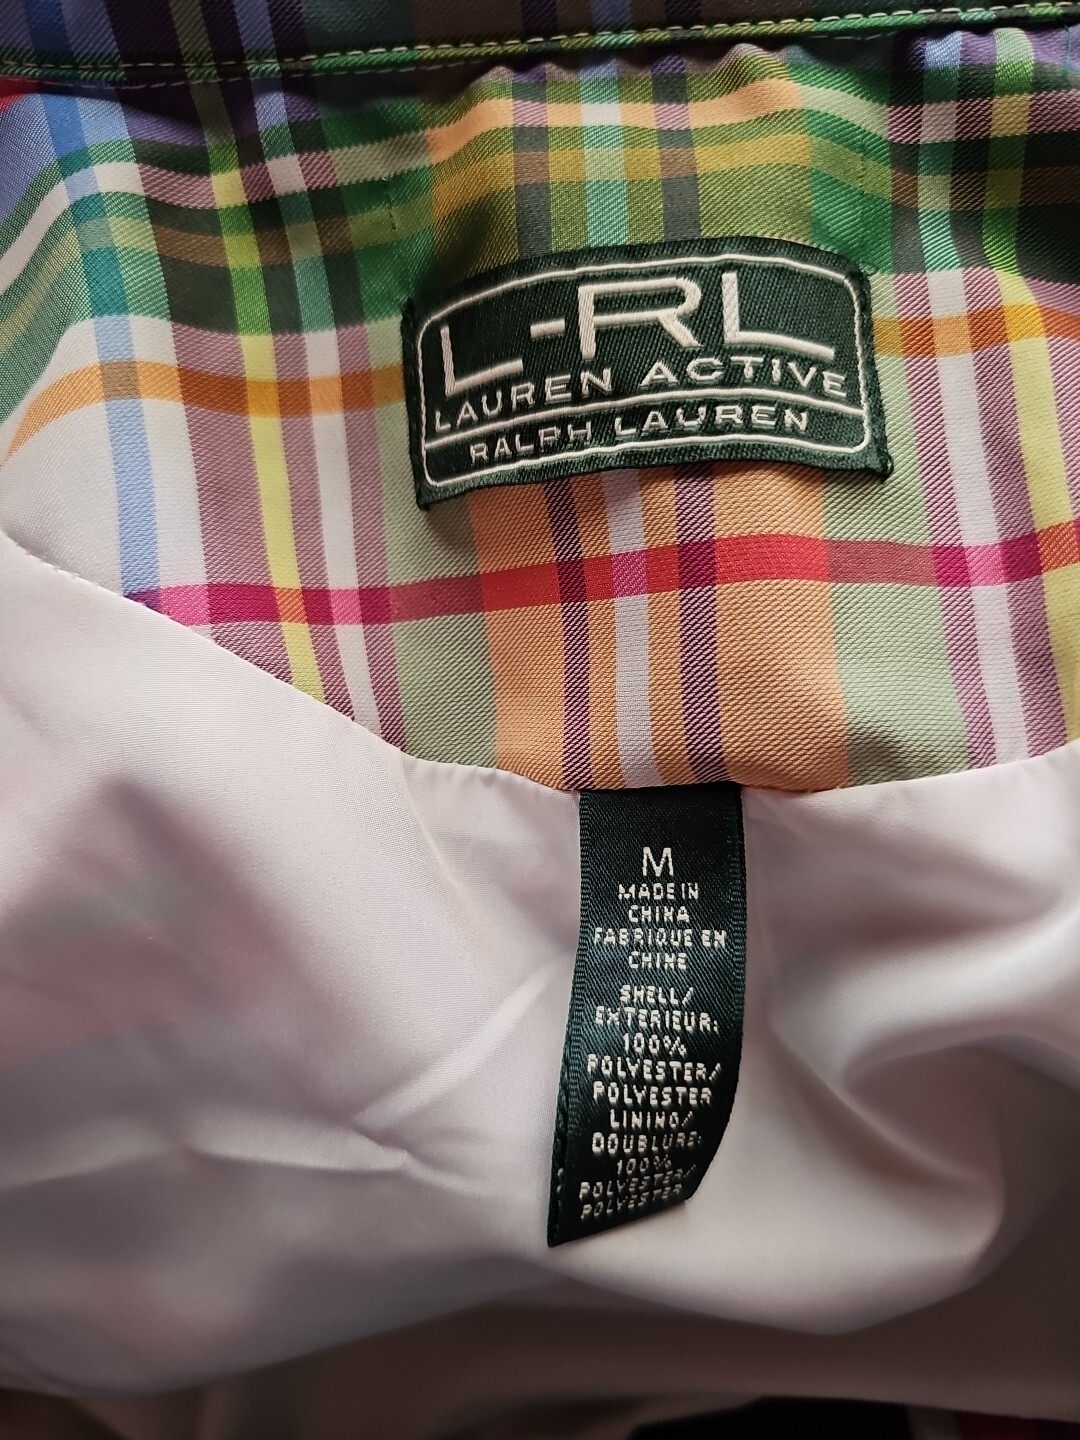 L-RL
LAUREN ACTIVE
RALPH LAUREN
M
MADE IN
CHINA
FABRIQUE EN
CHINE
SHELL/
EXTERIEUR:
100%
POLYESTER/
POLYESTER
LINING/
DOUBLURE:
100%
POLYESTER/
POLYESTER